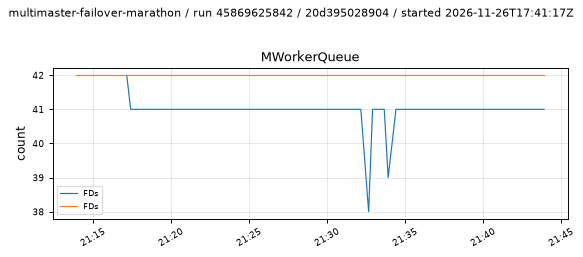 multimaster-failover-marathon / run 45869625842 / 20d395028904 / started 2026-11-26T17:41:17Z
MWorkerQueue
count
42
41
40
39
38
FDs
FDs
21:15
21:20
21:25
21:30
21:35
21:40
21:45